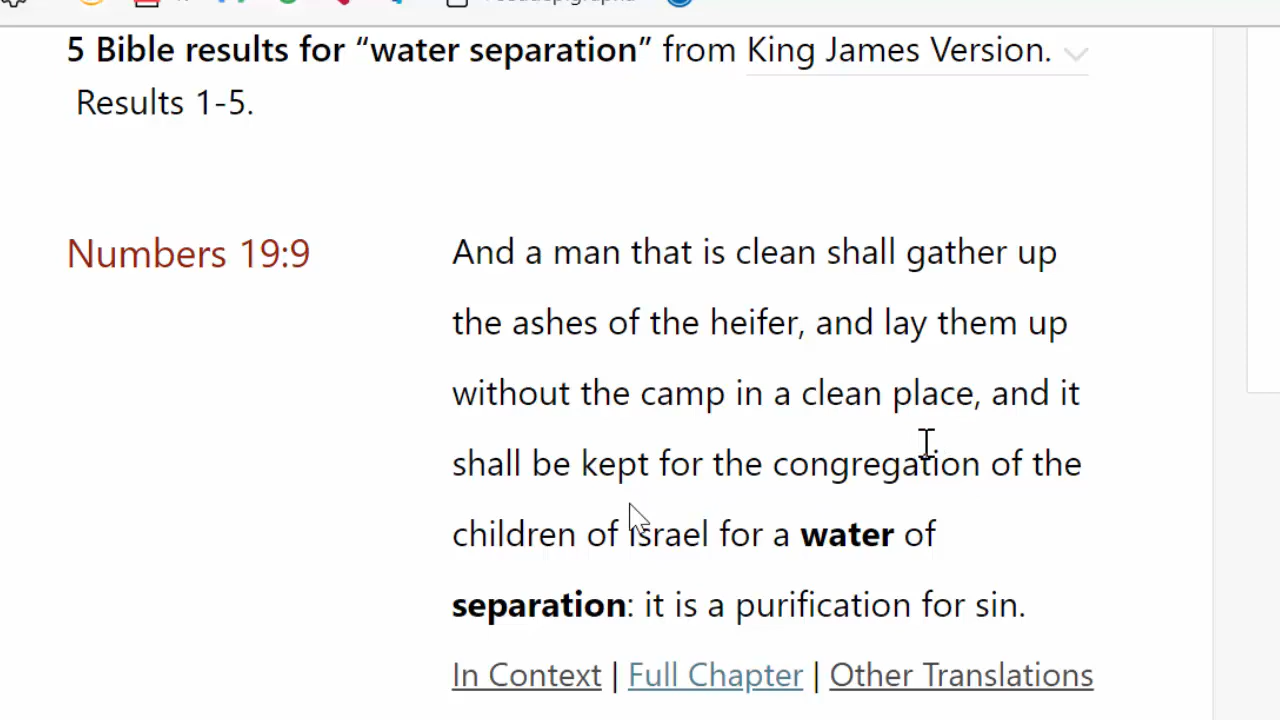 5 Bible results for “water separation” from King James Version.
Results 1-5.
Numbers 19:9
And a man that is clean shall gather up
the ashes of the heifer, and lay them up
without the camp in a clean place, and it
shall be kept for the congregation of the
children of Israel for a water of
separation: it is a purification for sin.
In Context | Full Chapter | Other Translations